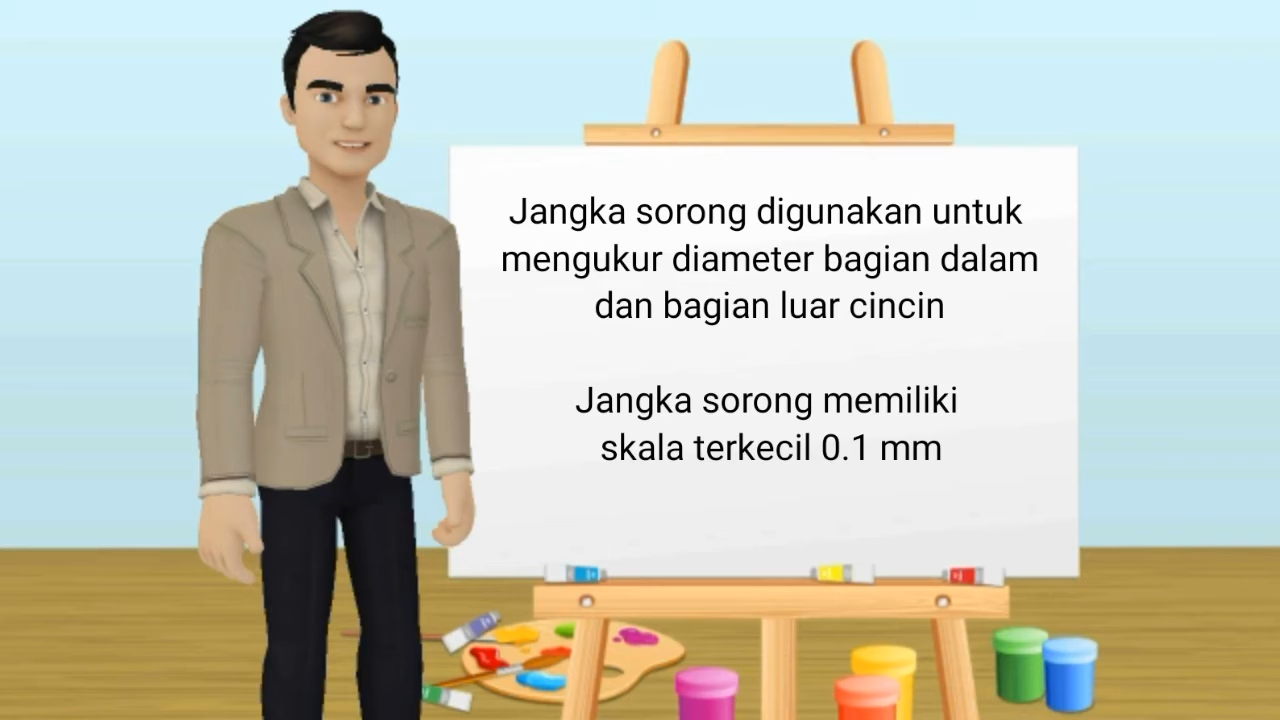 Jangka sorong digunakan untuk
mengukur diameter bagian dalam
dan bagian luar cincin
Jangka sorong memiliki
skala terkecil 0.1 mm